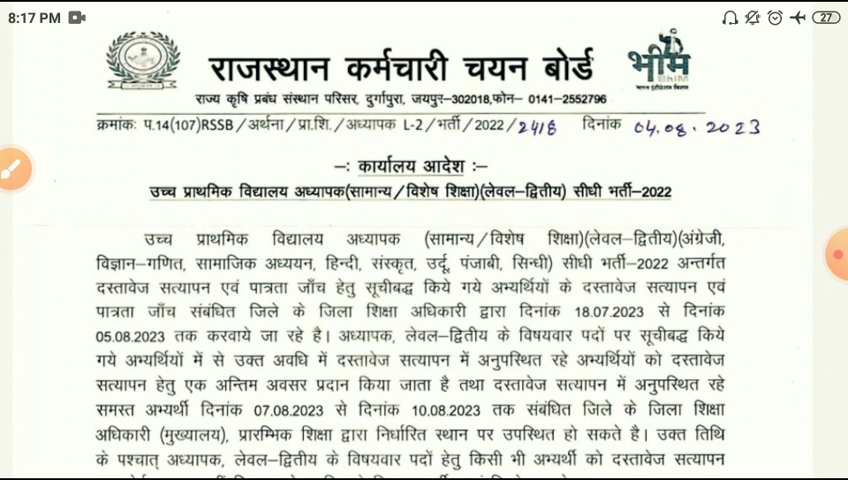 8:17 PM
27
राजस्थान कर्मचारी चयन बोर्ड
भीम
BHIM
राज्य कृषि प्रबंध संस्थान परिसर, दुर्गापुरा, जयपुर–302018,फोन– 0141–2552796
क्रमांकः प.14(107)RSSB/अर्थना/प्रा.शि./अध्यापक L-2/भर्ती/2022/2418 दिनांक 04.08.2023
–: कार्यालय आदेश :–
उच्च प्राथमिक विद्यालय अध्यापक(सामान्य/विशेष शिक्षा)(लेवल–द्वितीय) सीधी भर्ती–2022
उच्च प्राथमिक विद्यालय अध्यापक (सामान्य/विशेष शिक्षा)(लेवल–द्वितीय)(अंग्रेजी,
विज्ञान–गणित, सामाजिक अध्ययन, हिन्दी, संस्कृत, उर्दू, पंजाबी, सिन्धी) सीधी भर्ती–2022 अन्तर्गत
दस्तावेज सत्यापन एवं पात्रता जाँच हेतु सूचीबद्ध किये गये अभ्यर्थियों के दस्तावेज सत्यापन एवं
पात्रता जाँच संबंधित जिले के जिला शिक्षा अधिकारी द्वारा दिनांक 18.07.2023 से दिनांक
05.08.2023 तक करवाये जा रहे है। अध्यापक, लेवल–द्वितीय के विषयवार पदों पर सूचीबद्ध किये
गये अभ्यर्थियों में से उक्त अवधि में दस्तावेज सत्यापन में अनुपस्थित रहे अभ्यर्थियों को दस्तावेज
सत्यापन हेतु एक अन्तिम अवसर प्रदान किया जाता है तथा दस्तावेज सत्यापन में अनुपस्थित रहे
समस्त अभ्यर्थी दिनांक 07.08.2023 से दिनांक 10.08.2023 तक संबंधित जिले के जिला शिक्षा
अधिकारी (मुख्यालय), प्रारम्भिक शिक्षा द्वारा निर्धारित स्थान पर उपस्थित हो सकते है। उक्त तिथि
के पश्चात् अध्यापक, लेवल–द्वितीय के विषयवार पदों हेतु किसी भी अभ्यर्थी को दस्तावेज सत्यापन